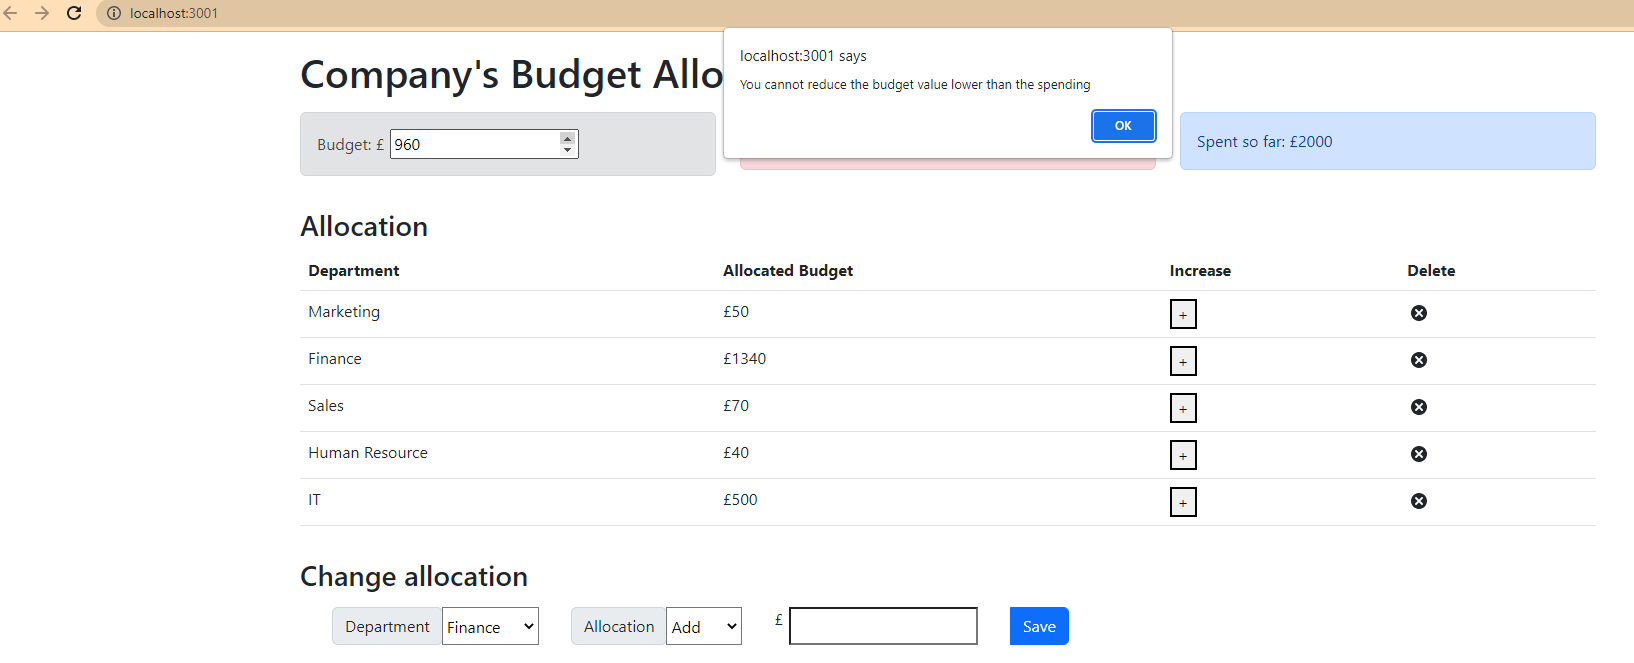 localhost:3001
localhost:3001 says
You cannot reduce the budget value lower than the spending
OK
Company's Budget Allo
Budget: £ 960
Spent so far: £2000
Allocation
Department Allocated Budget Increase Delete
Marketing £50 +
Finance £1340 +
Sales £70 +
Human Resource £40 +
IT £500 +
Change allocation
Department Finance Allocation Add £ Save